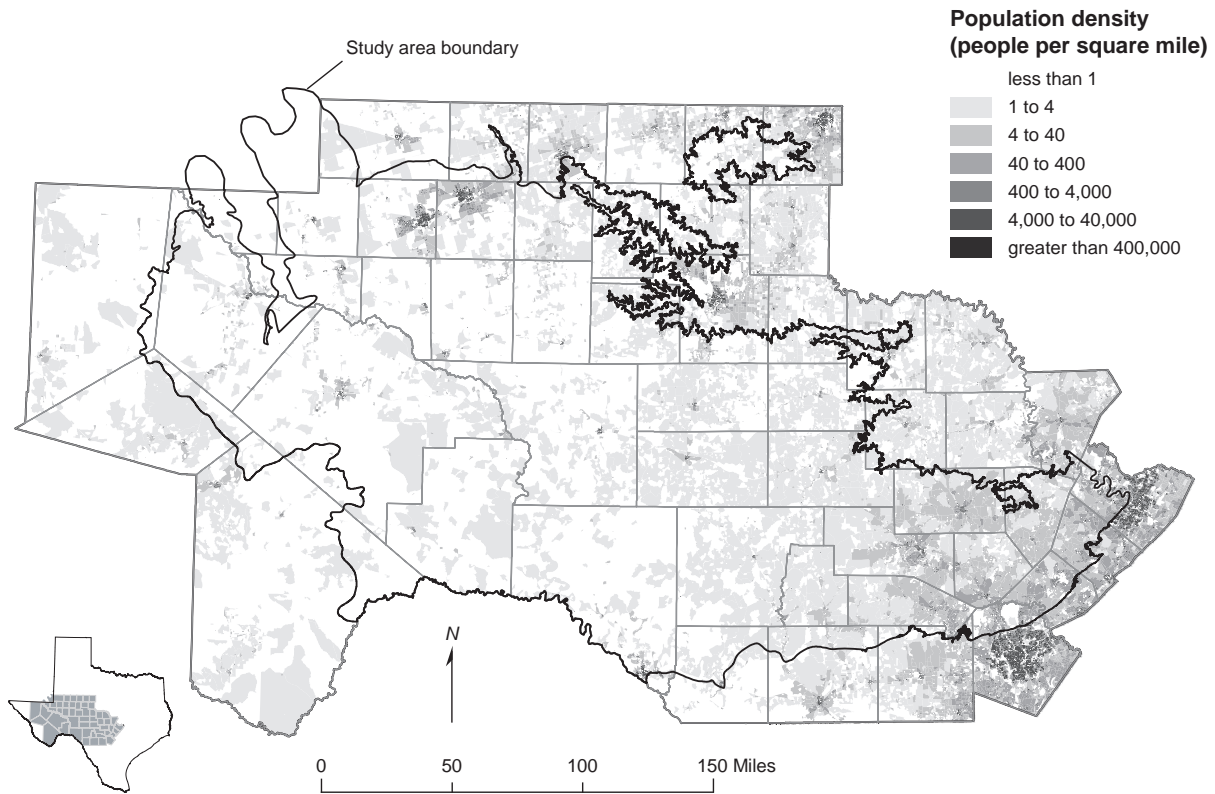 Study area boundary
Population density
(people per square mile)
less than 1
1 to 4
4 to 40
40 to 400
400 to 4,000
4,000 to 40,000
greater than 400,000
N
0 50 100 150 Miles